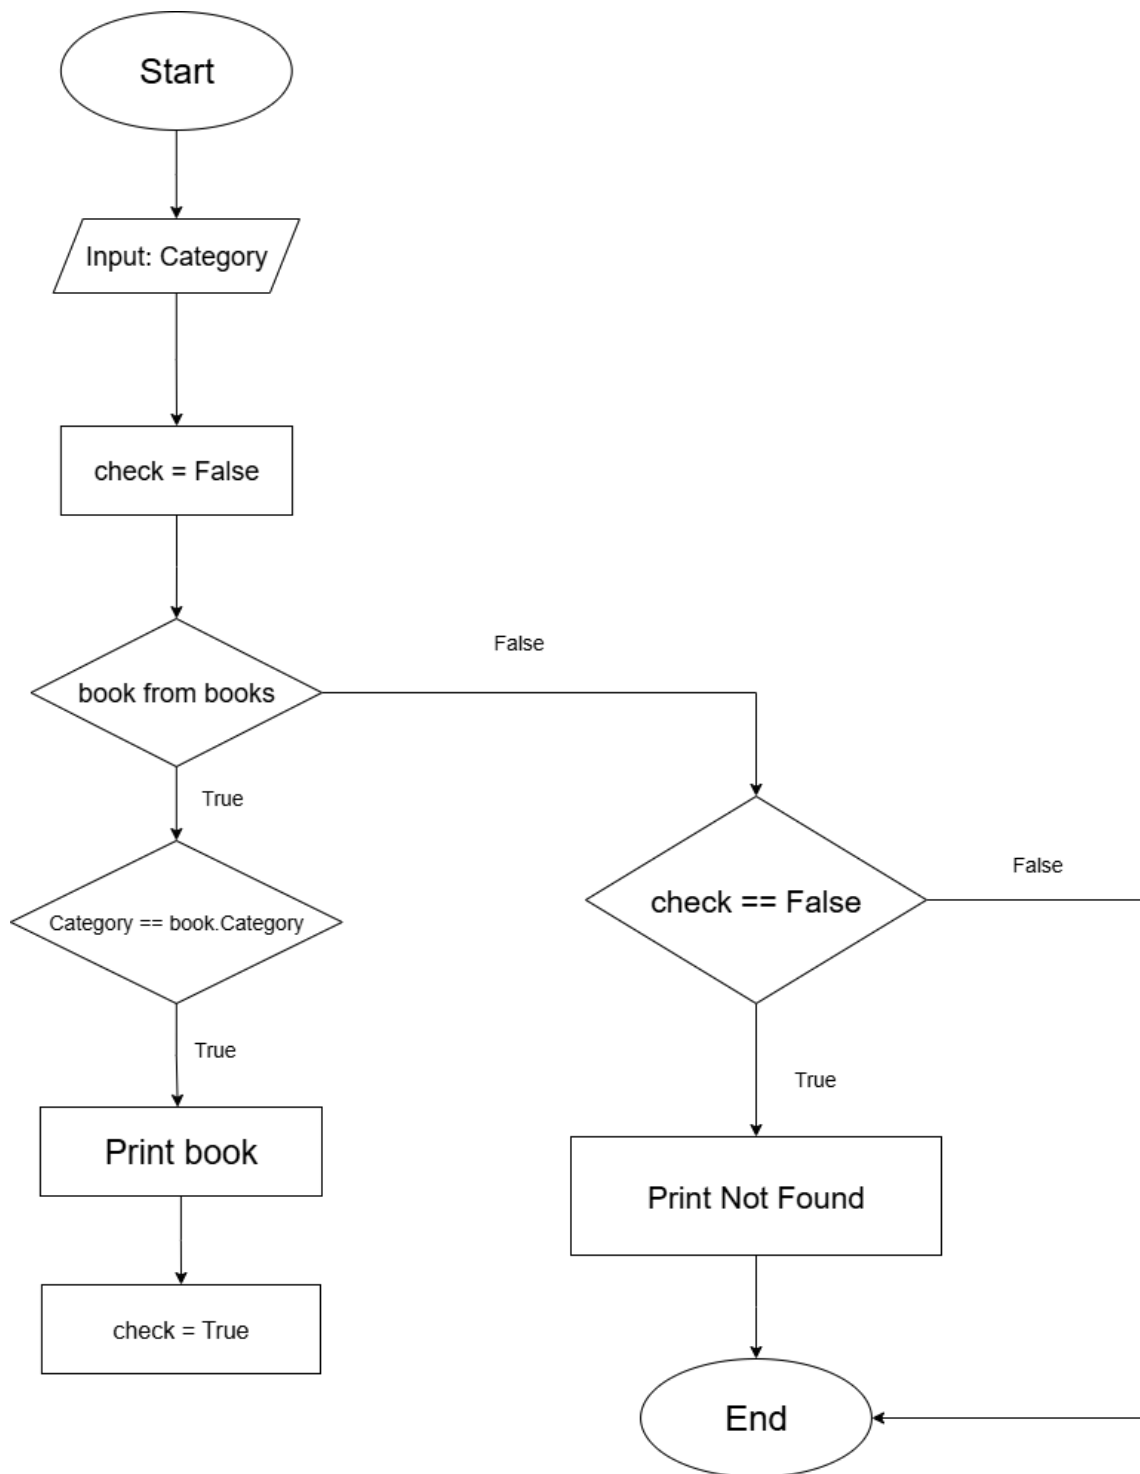 Start
Input: Category
check = False
book from books
False
True
Category == book.Category
True
Print book
check = True
check == False
False
True
Print Not Found
End